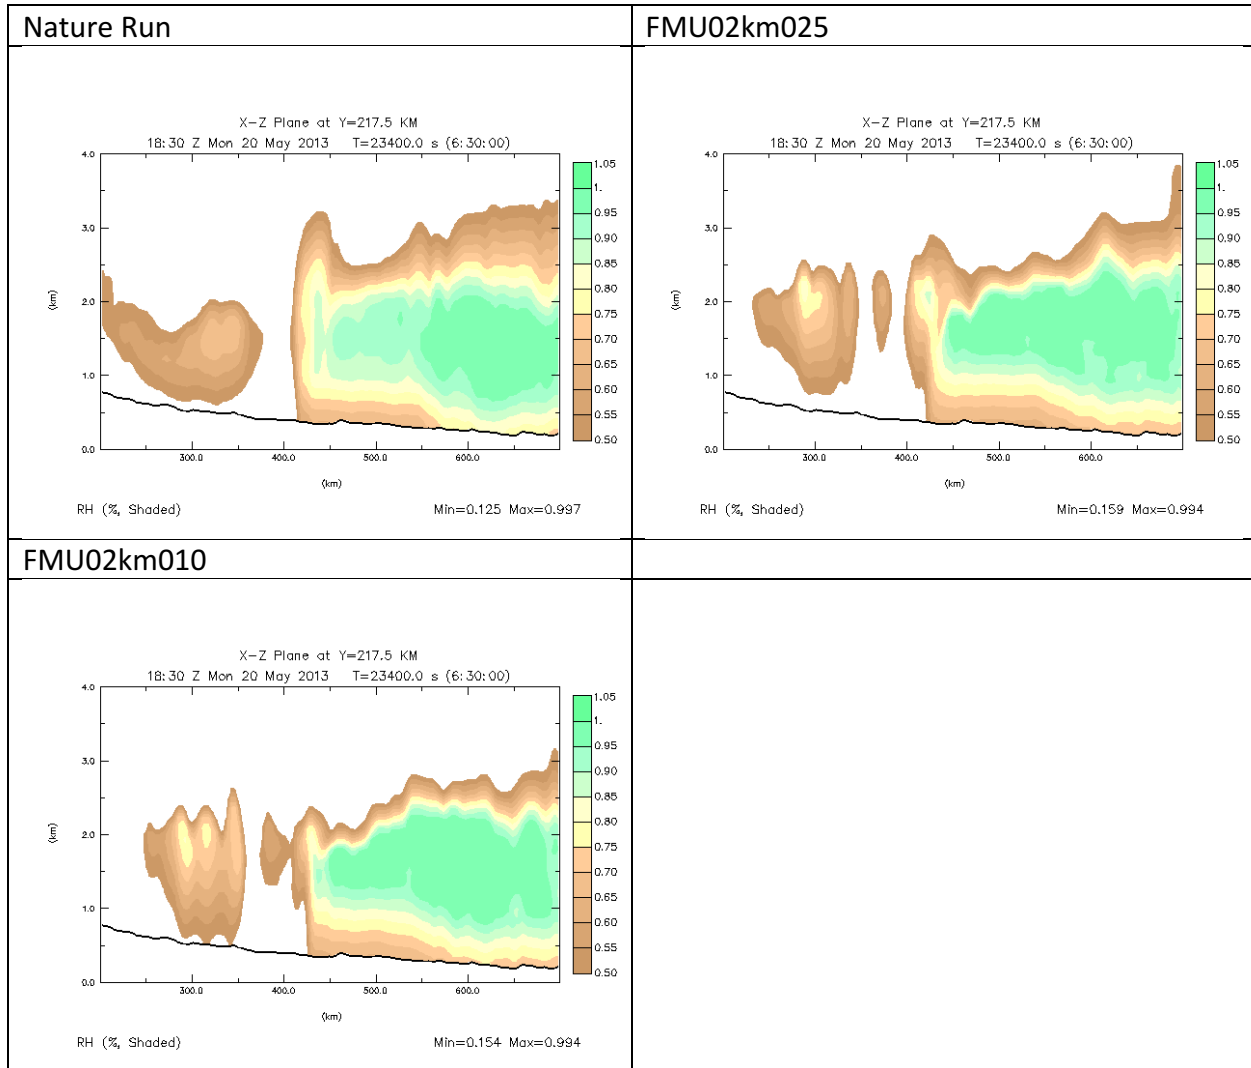 Nature Run
FMU02km025
X-Z Plane at Y=217.5 KM
18:30 Z Mon 20 May 2013 T=23400.0 s (6:30:00)
4.0
3.0
2.0
1.0
0.0
(km)
300.0 400.0 500.0 600.0
(km)
1.05
1.
0.95
0.90
0.85
0.80
0.75
0.70
0.65
0.60
0.55
0.50
RH (%, Shaded) Min=0.125 Max=0.997
X-Z Plane at Y=217.5 KM
18:30 Z Mon 20 May 2013 T=23400.0 s (6:30:00)
4.0
3.0
2.0
1.0
0.0
(km)
300.0 400.0 500.0 600.0
(km)
1.05
1.
0.95
0.90
0.85
0.80
0.75
0.70
0.65
0.60
0.55
0.50
RH (%, Shaded) Min=0.159 Max=0.994
FMU02km010
X-Z Plane at Y=217.5 KM
18:30 Z Mon 20 May 2013 T=23400.0 s (6:30:00)
4.0
3.0
2.0
1.0
0.0
(km)
300.0 400.0 500.0 600.0
(km)
1.05
1.
0.95
0.90
0.85
0.80
0.75
0.70
0.65
0.60
0.55
0.50
RH (%, Shaded) Min=0.154 Max=0.994